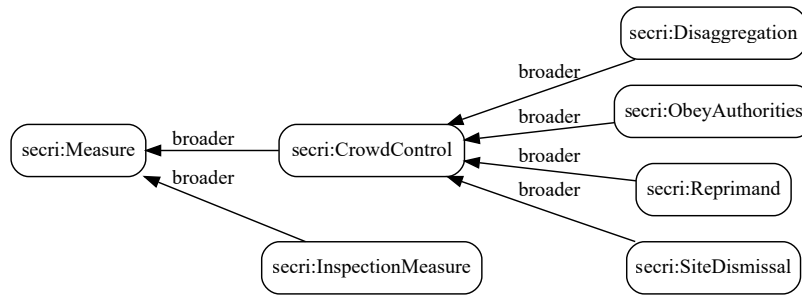 secri:Disaggregation
broader
secri:ObeyAuthorities
broader
secri:Measure
broader
secri:CrowdControl
broader
broader
secri:Reprimand
broader
secri:InspectionMeasure
secri:SiteDismissal